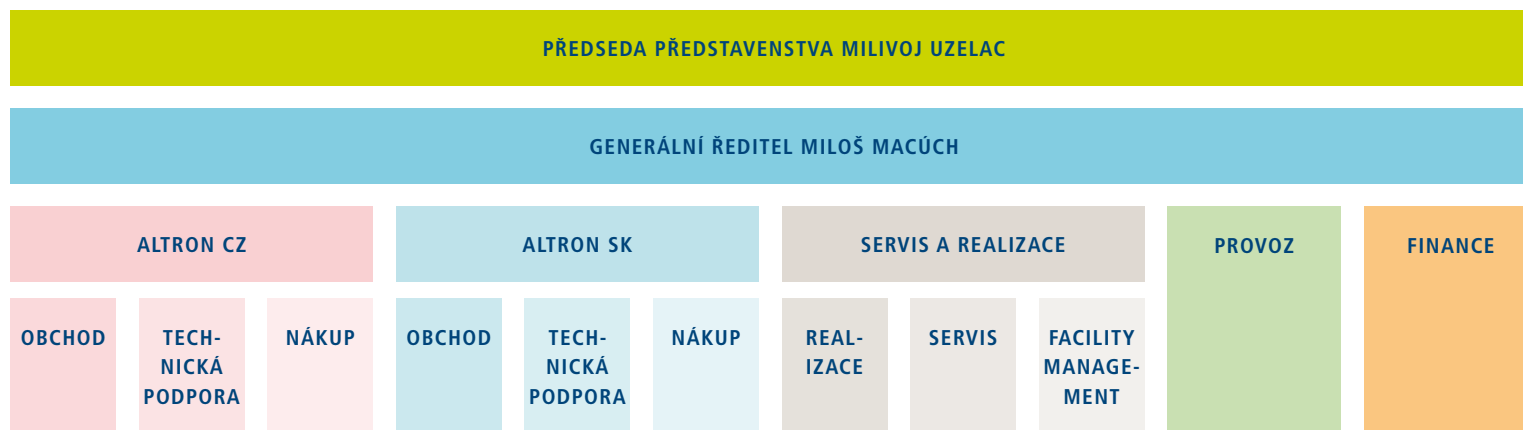 PŘEDSEDA PŘEDSTAVENSTVA MILIVOJ UZELAC
GENERÁLNÍ ŘEDITEL MILOŠ MACÚCH
ALTRON CZ
ALTRON SK
SERVIS A REALIZACE
PROVOZ
FINANCE
OBCHOD
TECH-
NICKÁ
PODPORA
NÁKUP
OBCHOD
TECH-
NICKÁ
PODPORA
NÁKUP
REAL-
IZACE
SERVIS
FACILITY
MANAGE-
MENT